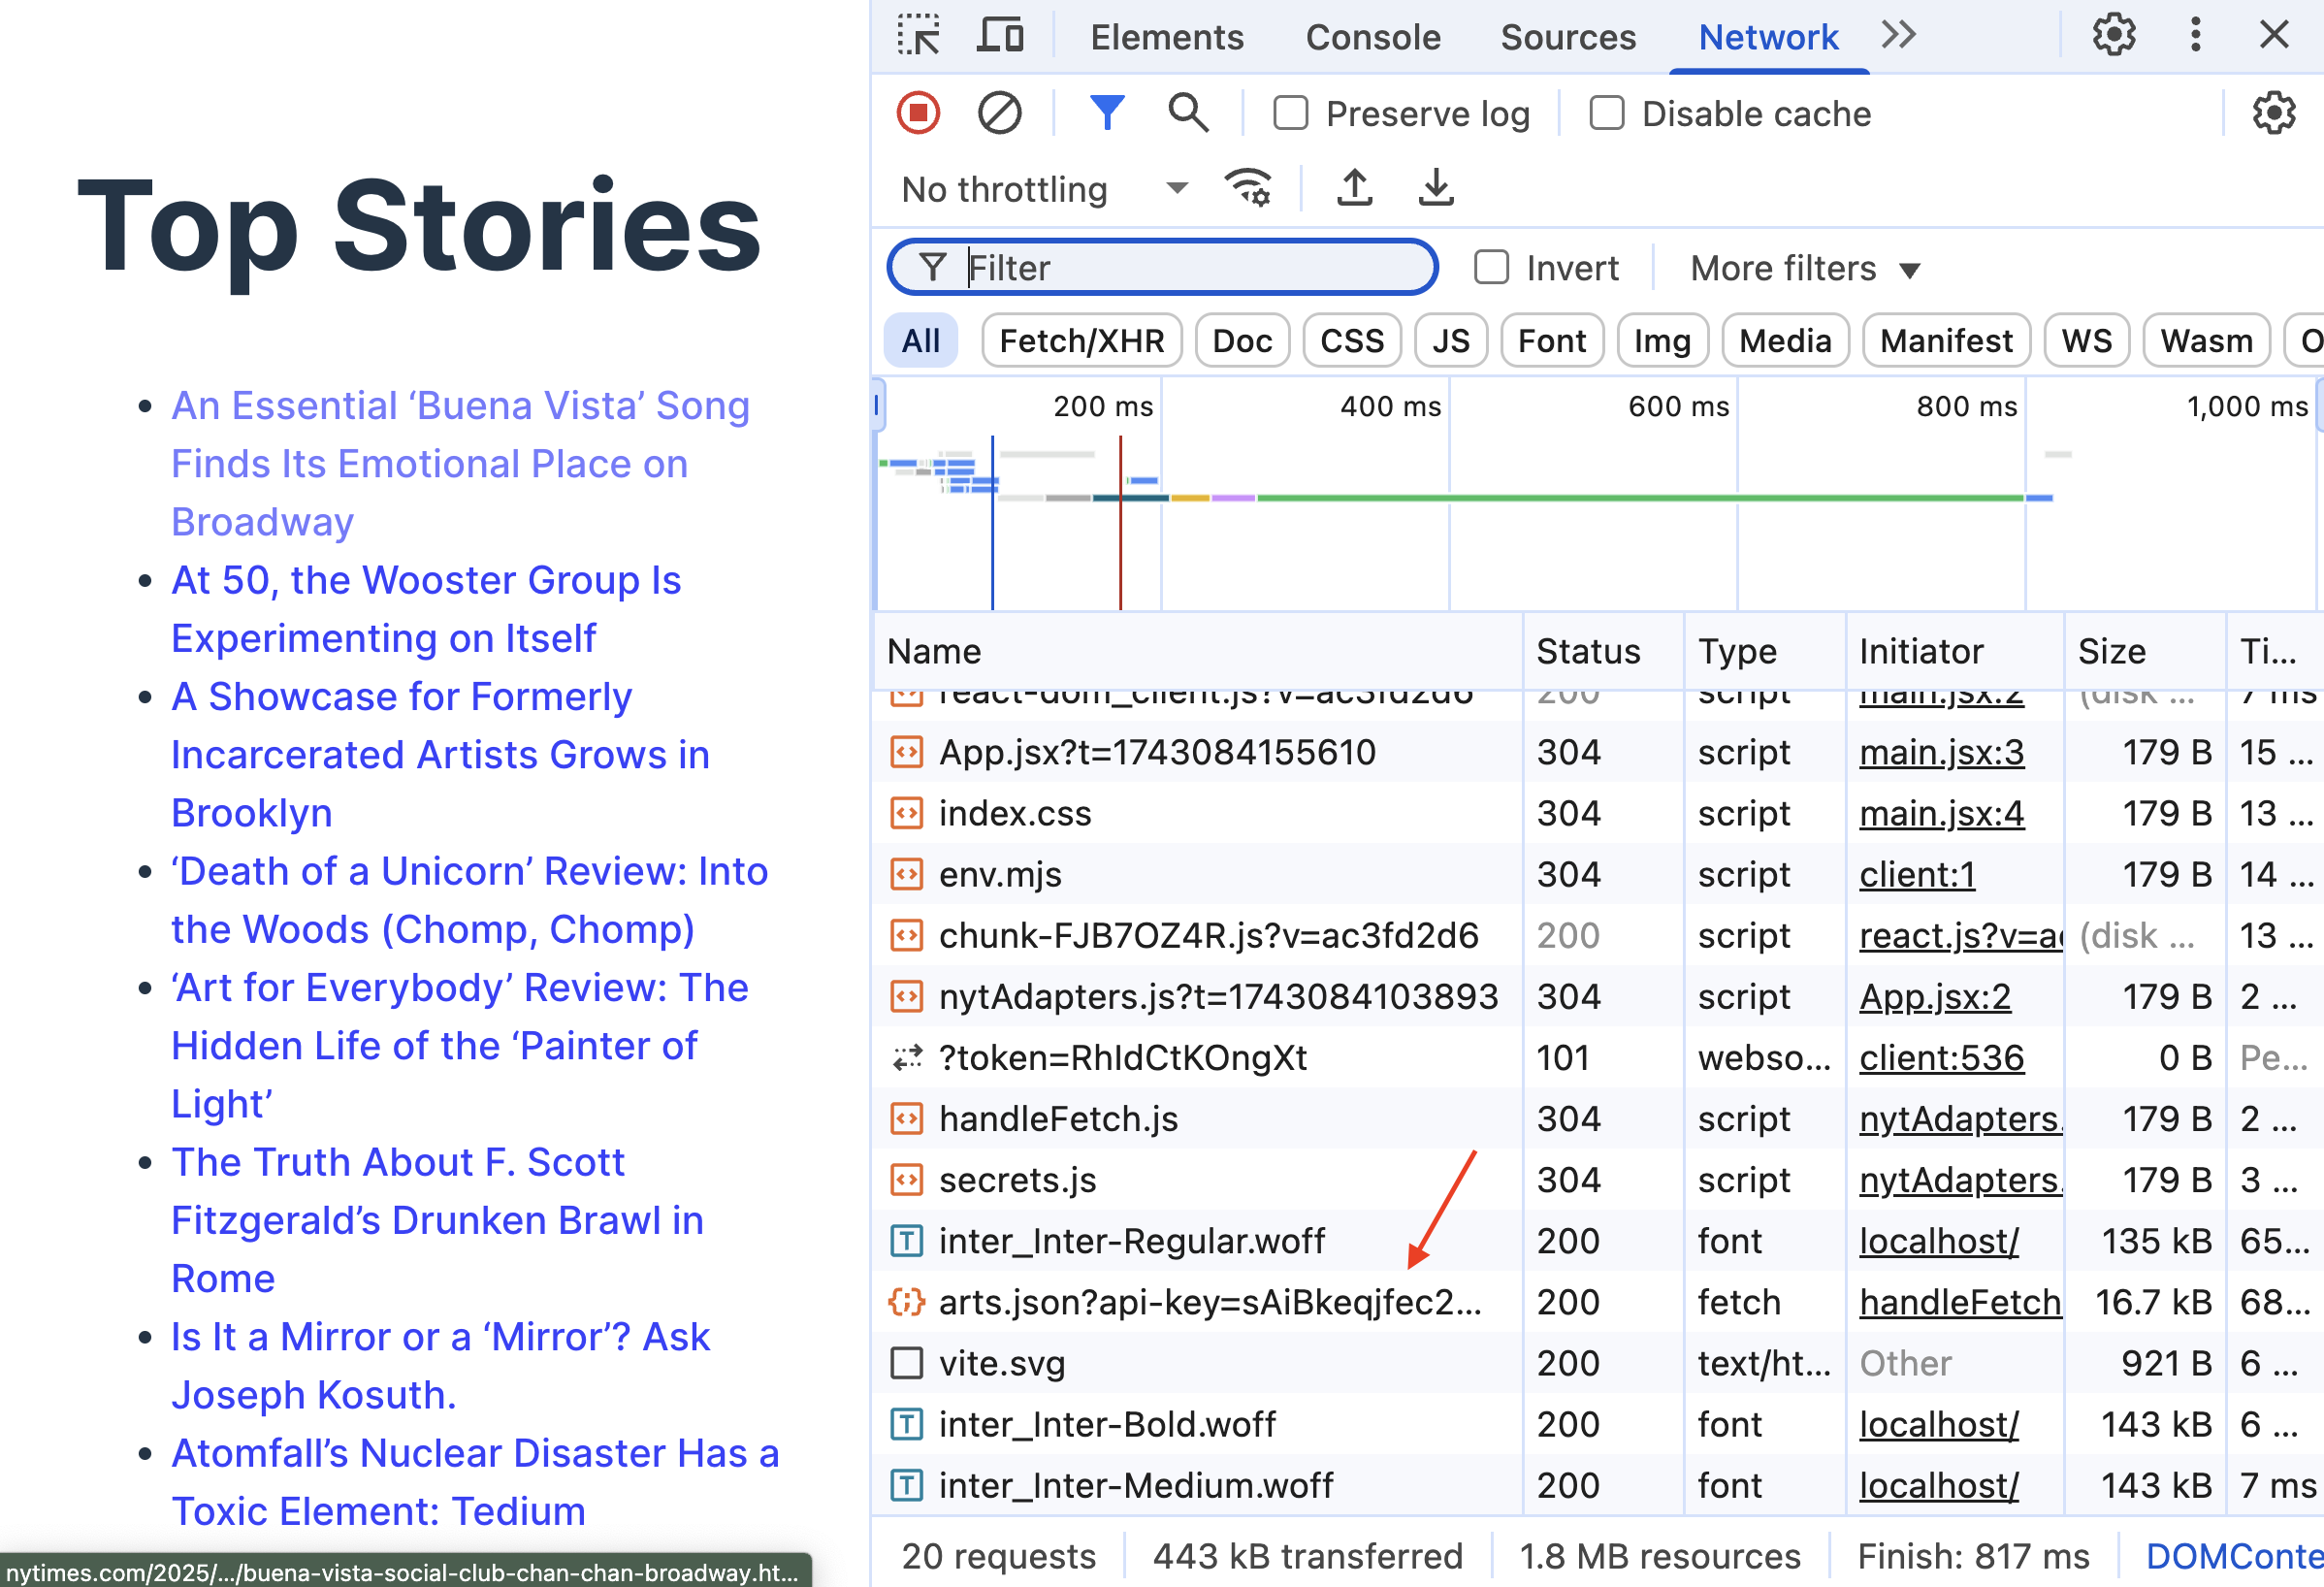 Top Stories
An Essential ‘Buena Vista’ Song
Finds Its Emotional Place on
Broadway
At 50, the Wooster Group Is
Experimenting on Itself
A Showcase for Formerly
Incarcerated Artists Grows in
Brooklyn
‘Death of a Unicorn’ Review: Into
the Woods (Chomp, Chomp)
‘Art for Everybody’ Review: The
Hidden Life of the ‘Painter of
Light’
The Truth About F. Scott
Fitzgerald’s Drunken Brawl in
Rome
Is It a Mirror or a ‘Mirror’? Ask
Joseph Kosuth.
Atomfall’s Nuclear Disaster Has a
Toxic Element: Tedium
nytimes.com/2025/.../buena-vista-social-club-chan-chan-broadway.ht...
Elements Console Sources Network
Preserve log Disable cache
No throttling
Filter Invert More filters
All Fetch/XHR Doc CSS JS Font Img Media Manifest WS Wasm O
200 ms 400 ms 600 ms 800 ms 1,000 ms
Name Status Type Initiator Size Ti...
react-dom_client.js?v=ac3fd2d6 200 script main.jsx:2 (disk ... 7 ms
App.jsx?t=1743084155610 304 script main.jsx:3 179 B 15 ...
index.css 304 script main.jsx:4 179 B 13 ...
env.mjs 304 script client:1 179 B 14 ...
chunk-FJB7OZ4R.js?v=ac3fd2d6 200 script react.js?v=ac (disk ... 13 ...
nytAdapters.js?t=1743084103893 304 script App.jsx:2 179 B 2 ...
?token=RhIdCtKOngXt 101 webso... client:536 0 B Pe...
handleFetch.js 304 script nytAdapters. 179 B 2 ...
secrets.js 304 script nytAdapters. 179 B 3 ...
inter_Inter-Regular.woff 200 font localhost/ 135 kB 65...
arts.json?api-key=sAiBkeqjfec2... 200 fetch handleFetch 16.7 kB 68...
vite.svg 200 text/ht... Other 921 B 6 ...
inter_Inter-Bold.woff 200 font localhost/ 143 kB 6 ...
inter_Inter-Medium.woff 200 font localhost/ 143 kB 7 ms
20 requests 443 kB transferred 1.8 MB resources Finish: 817 ms DOMConte